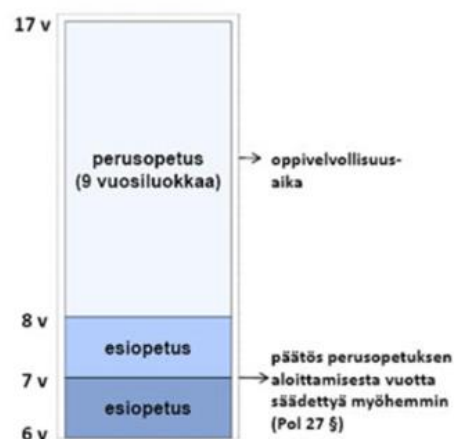 17 v
perusopetus
(9 vuosiluokkaa)
oppivelvollisuus-
aika
8 v
esiopetus
7 v
päätös perusopetuksen
aloittamisesta vuotta
säädettyä myöhemmin
(Pol 27 §)
esiopetus
6 v